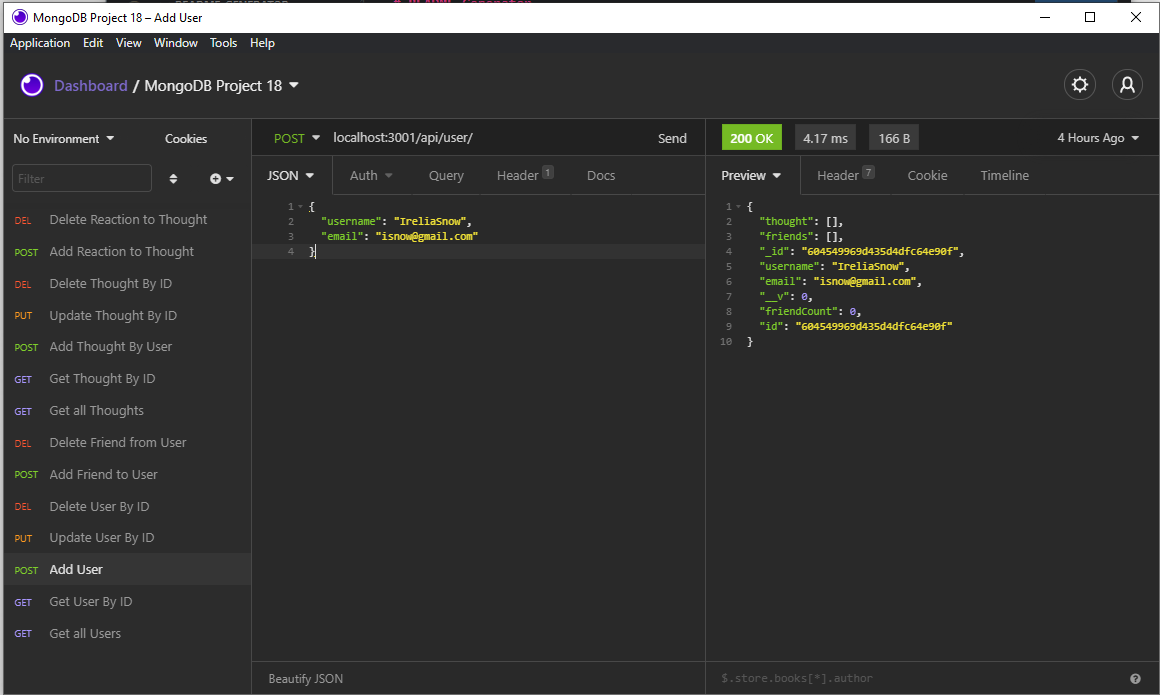 MongoDB Project 18 – Add User
Application Edit View Window Tools Help
Dashboard / MongoDB Project 18
No Environment Cookies
Filter
DEL Delete Reaction to Thought
POST Add Reaction to Thought
DEL Delete Thought By ID
PUT Update Thought By ID
POST Add Thought By User
GET Get Thought By ID
GET Get all Thoughts
DEL Delete Friend from User
POST Add Friend to User
DEL Delete User By ID
PUT Update User By ID
POST Add User
GET Get User By ID
GET Get all Users
POST localhost:3001/api/user/ Send
JSON Auth Query Header 1 Docs
1 {
2 "username": "IreliaSnow",
3 "email": "isnow@gmail.com"
4 }
Beautify JSON
200 OK 4.17 ms 166 B 4 Hours Ago
Preview Header 7 Cookie Timeline
1 {
2 "thought": [],
3 "friends": [],
4 "_id": "604549969d435d4dfc64e90f",
5 "username": "IreliaSnow",
6 "email": "isnow@gmail.com",
7 "__v": 0,
8 "friendCount": 0,
9 "id": "604549969d435d4dfc64e90f"
10 }
$.store.books[*].author